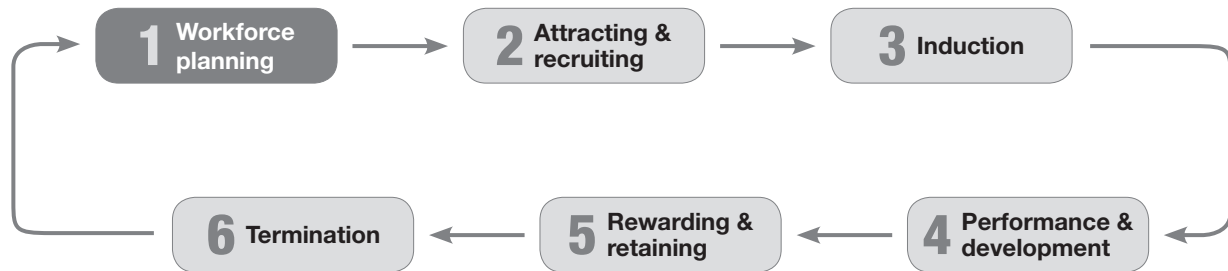 1 Workforce
planning
2 Attracting &
recruiting
3 Induction
4 Performance &
development
5 Rewarding &
retaining
6 Termination